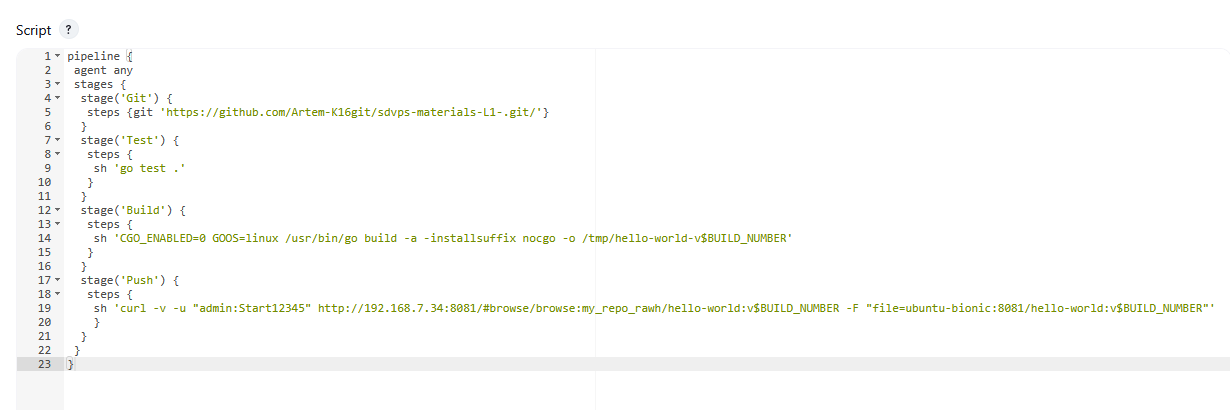 Script ?
1 pipeline {
2 agent any
3 stages {
4 stage('Git') {
5 steps {git 'https://github.com/Artem-K16git/sdvps-materials-L1-.git/'}
6 }
7 stage('Test') {
8 steps {
9 sh 'go test .'
10 }
11 }
12 stage('Build') {
13 steps {
14 sh 'CGO_ENABLED=0 GOOS=linux /usr/bin/go build -a -installsuffix nocgo -o /tmp/hello-world-v$BUILD_NUMBER'
15 }
16 }
17 stage('Push') {
18 steps {
19 sh 'curl -v -u "admin:Start12345" http://192.168.7.34:8081/#browse/browse:my_repo_rawh/hello-world:v$BUILD_NUMBER -F "file=ubuntu-bionic:8081/hello-world:v$BUILD_NUMBER"'
20 }
21 }
22 }
23 }